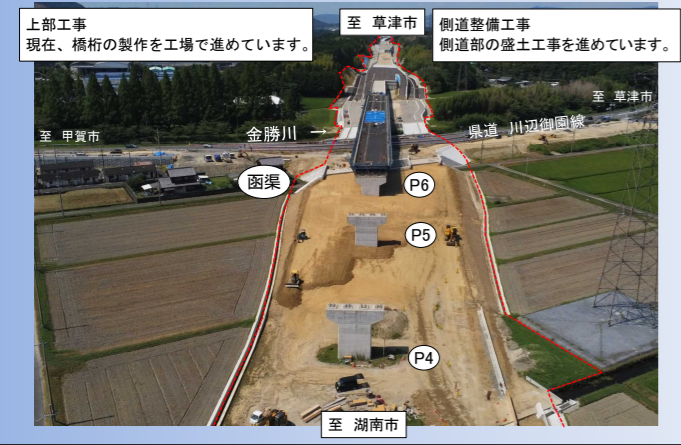 上部工事
現在、橋桁の製作を工場で進めています。
至 草津市
側道整備工事
側道部の盛土工事を進めています。
至 草津市
至 甲賀市
金勝川 →
県道 川辺御園線
函渠
P6
P5
P4
至 湖南市